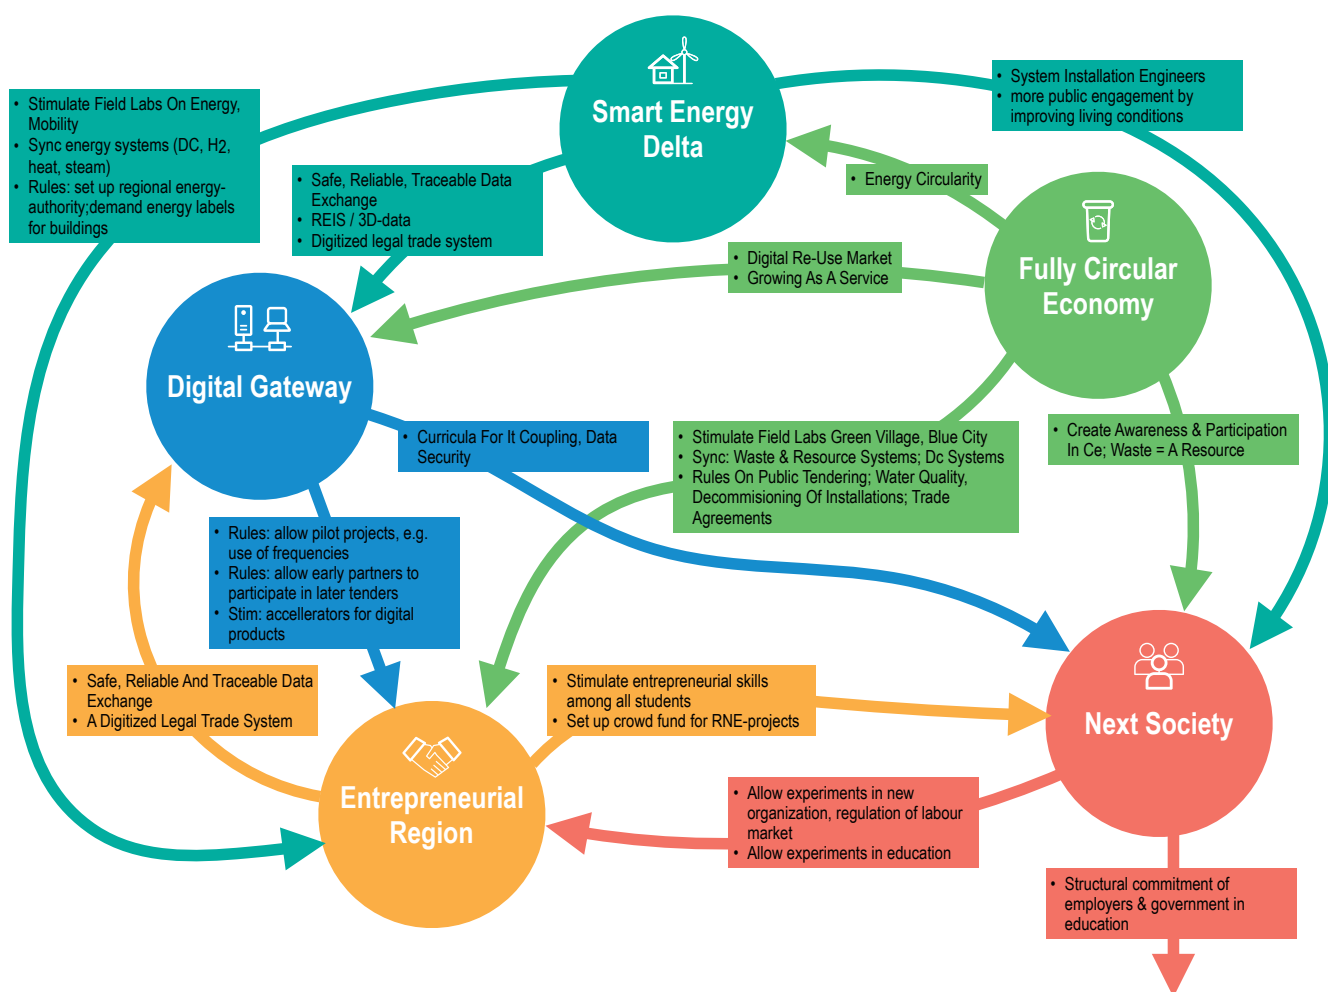 Smart Energy
Delta
• System Installation Engineers
• more public engagement by
improving living conditions
• Stimulate Field Labs On Energy,
Mobility
• Sync energy systems (DC, H2,
heat, steam)
• Rules: set up regional energy-
authority;demand energy labels
for buildings
• Safe, Reliable, Traceable Data
Exchange
• REIS / 3D-data
• Digitized legal trade system
• Energy Circularity
• Digital Re-Use Market
• Growing As A Service
Fully Circular
Economy
Digital Gateway
• Curricula For It Coupling, Data
Security
• Stimulate Field Labs Green Village, Blue City
• Sync: Waste & Resource Systems; Dc Systems
• Rules On Public Tendering; Water Quality,
Decommisioning Of Installations; Trade
Agreements
• Create Awareness & Participation
In Ce; Waste = A Resource
• Rules: allow pilot projects, e.g.
use of frequencies
• Rules: allow early partners to
participate in later tenders
• Stim: accellerators for digital
products
• Safe, Reliable And Traceable Data
Exchange
• A Digitized Legal Trade System
• Stimulate entrepreneurial skills
among all students
• Set up crowd fund for RNE-projects
Next Society
Entrepreneurial
Region
• Allow experiments in new
organization, regulation of labour
market
• Allow experiments in education
• Structural commitment of
employers & government in
education